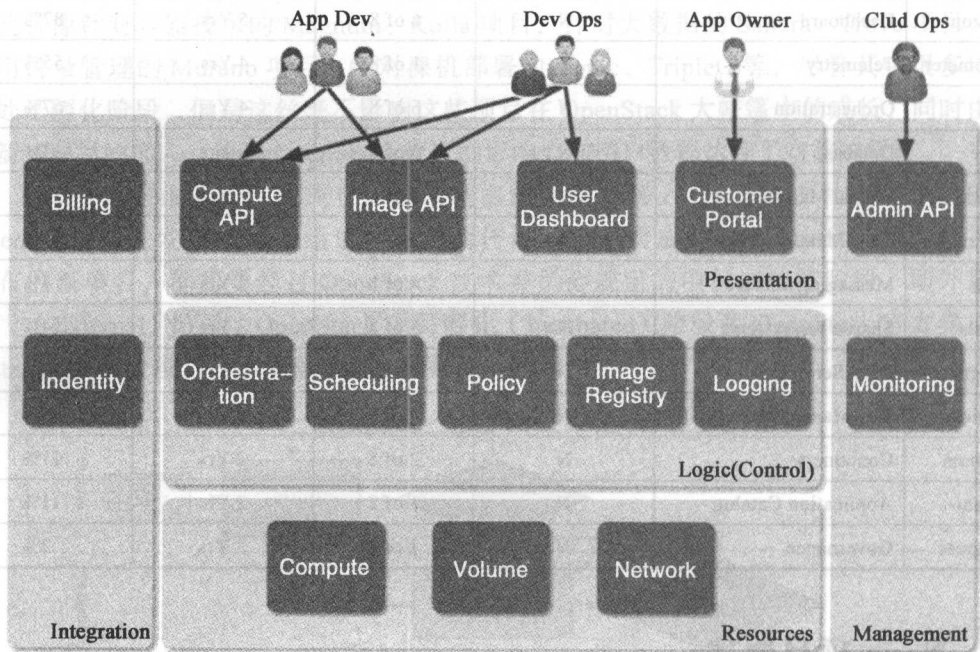 App Dev
Dev Ops
App Owner
Clud Ops
Billing
Compute
API
Image API
User
Dashboard
Customer
Portal
Admin API
Presentation
Indentity
Orchestra-
tion
Scheduling
Policy
Image
Registry
Logging
Monitoring
Logic(Control)
Compute
Volume
Network
Integration
Resources
Management